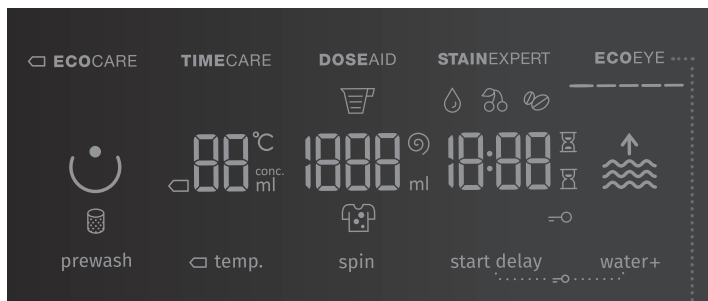 ECOCARE TIMECARE DOSEAID STAINEXPERT ECOEYE
88 °C conc. ml 1888 ml 18:88
prewash temp. spin start delay water+